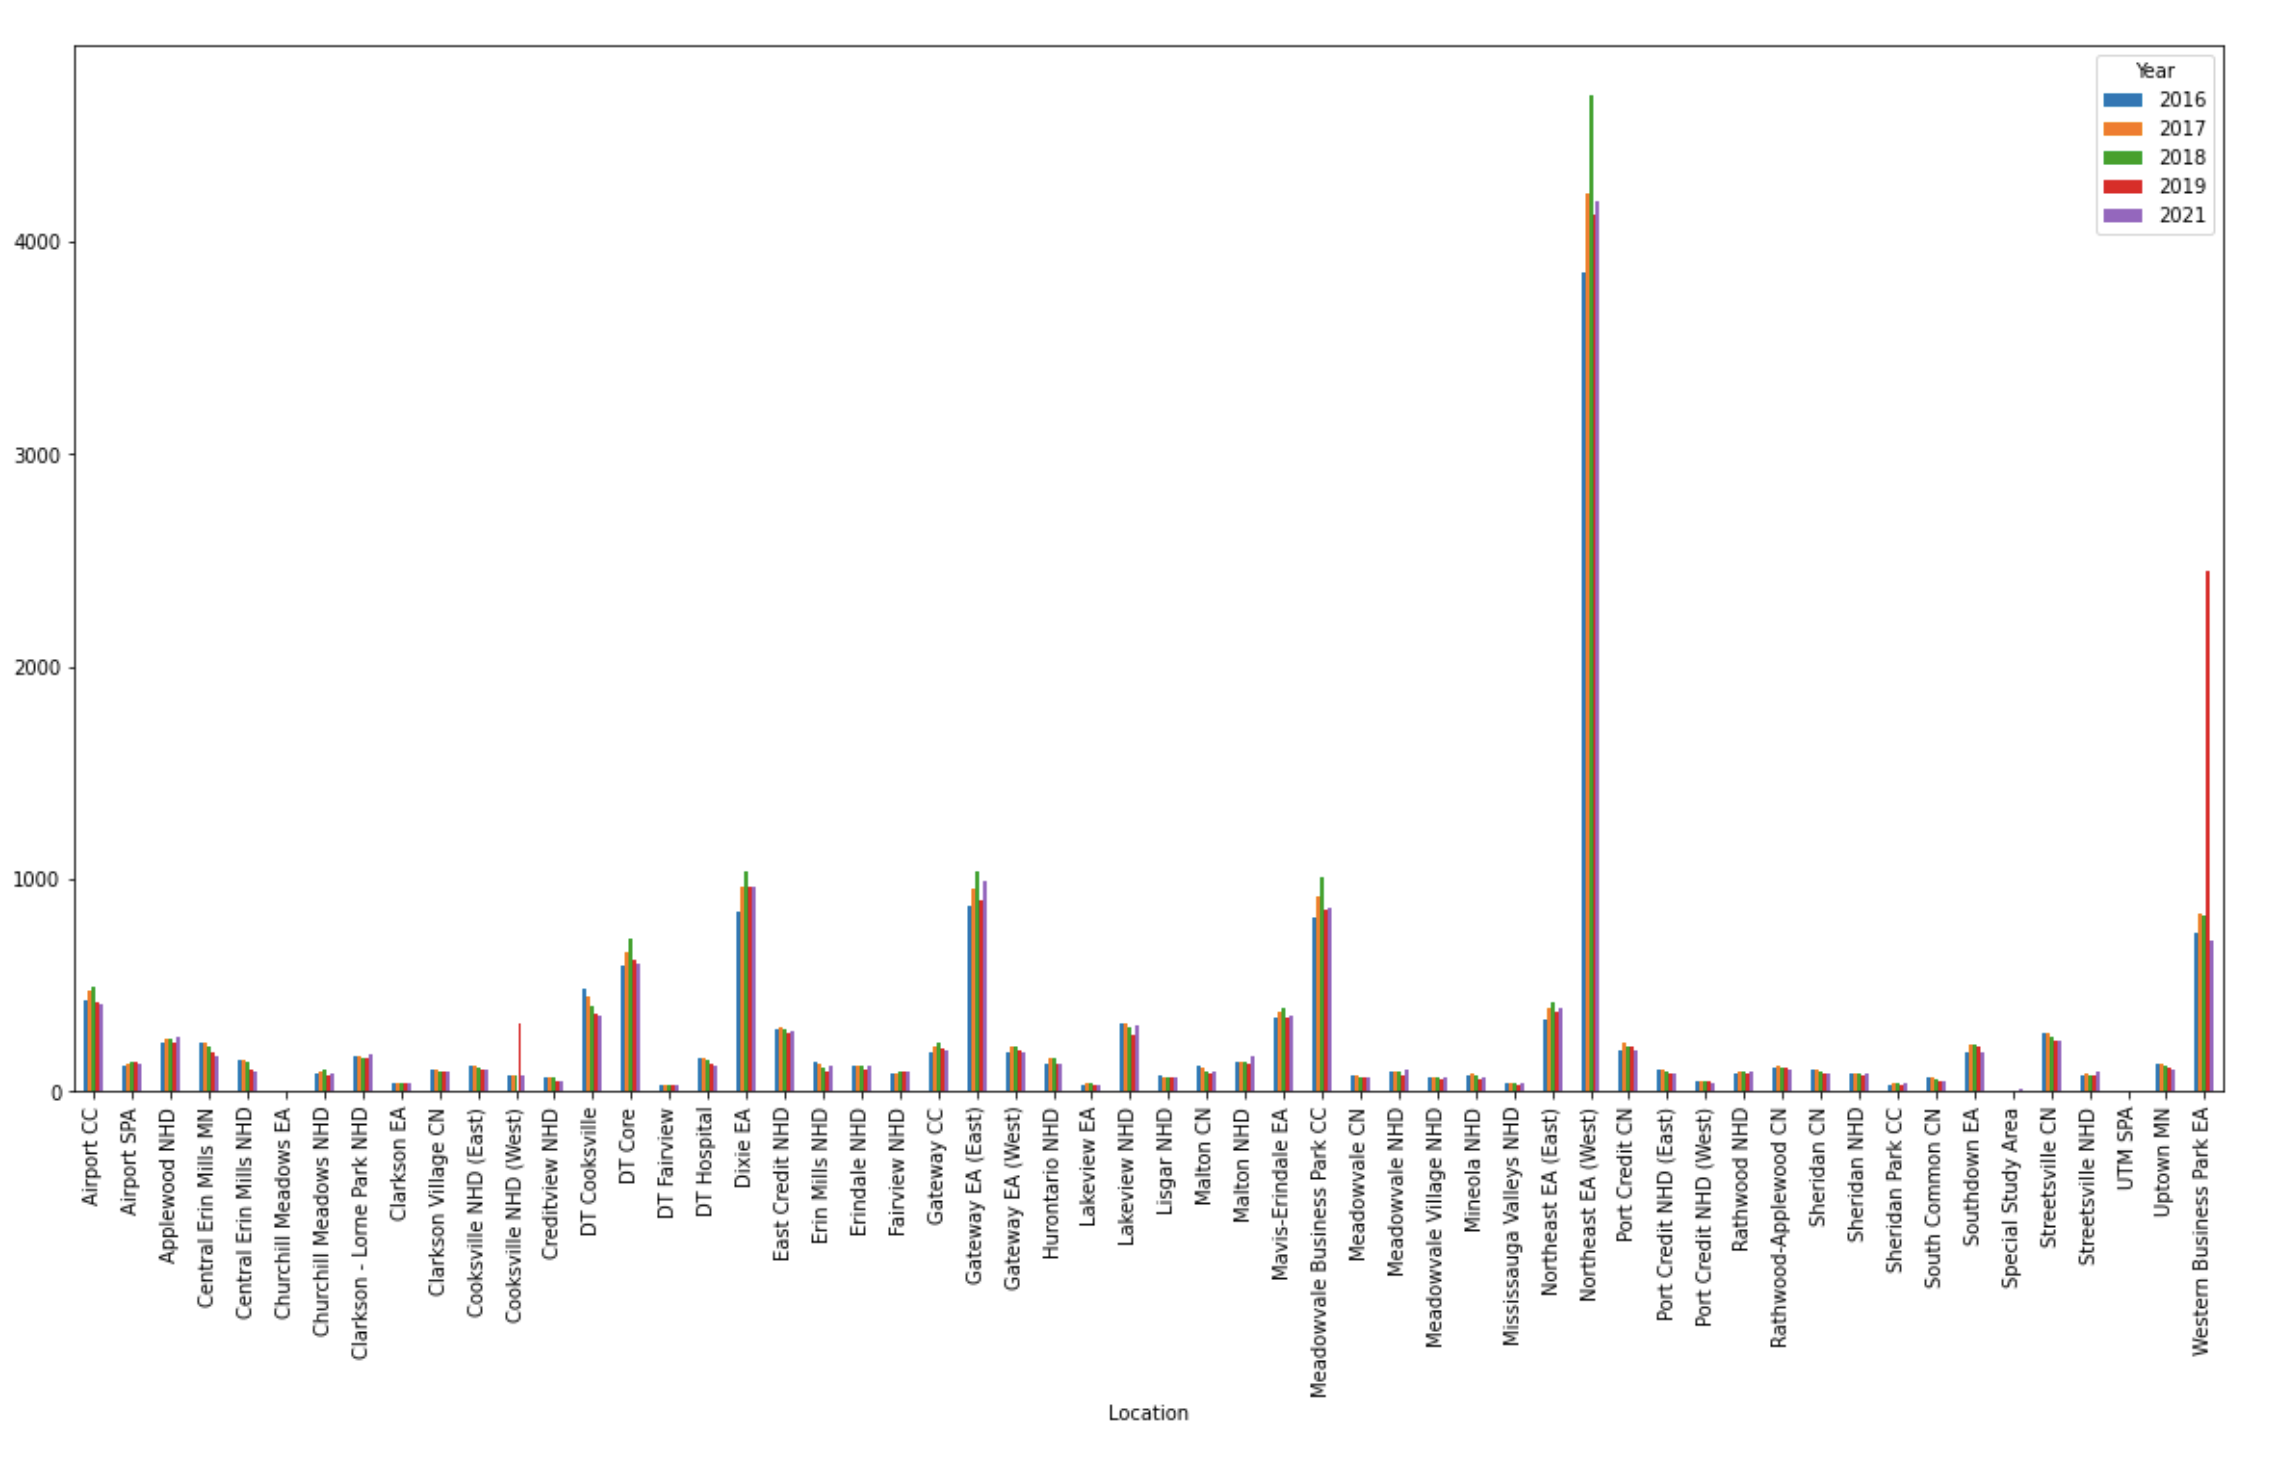 Year
2016
2017
2018
2019
2021
4000
3000
2000
1000
0
Airport CC
Airport SPA
Applewood NHD
Central Erin Mills MN
Central Erin Mills NHD
Churchill Meadows EA
Churchill Meadows NHD
Clarkson - Lorne Park NHD
Clarkson EA
Clarkson Village CN
Cooksville NHD (East)
Cooksville NHD (West)
Creditview NHD
DT Cooksville
DT Core
DT Fairview
DT Hospital
Dixie EA
East Credit NHD
Erin Mills NHD
Erindale NHD
Fairview NHD
Gateway CC
Gateway EA (East)
Gateway EA (West)
Hurontario NHD
Lakeview EA
Lakeview NHD
Lisgar NHD
Malton CN
Malton NHD
Mavis-Erindale EA
Meadowvale Business Park CC
Meadowvale CN
Meadowvale NHD
Meadowvale Village NHD
Mineola NHD
Mississauga Valleys NHD
Northeast EA (East)
Northeast EA (West)
Port Credit CN
Port Credit NHD (East)
Port Credit NHD (West)
Rathwood NHD
Rathwood-Applewood CN
Sheridan CN
Sheridan NHD
Sheridan Park CC
South Common CN
Southdown EA
Special Study Area
Streetsville CN
Streetsville NHD
UTM SPA
Uptown MN
Western Business Park EA
Location